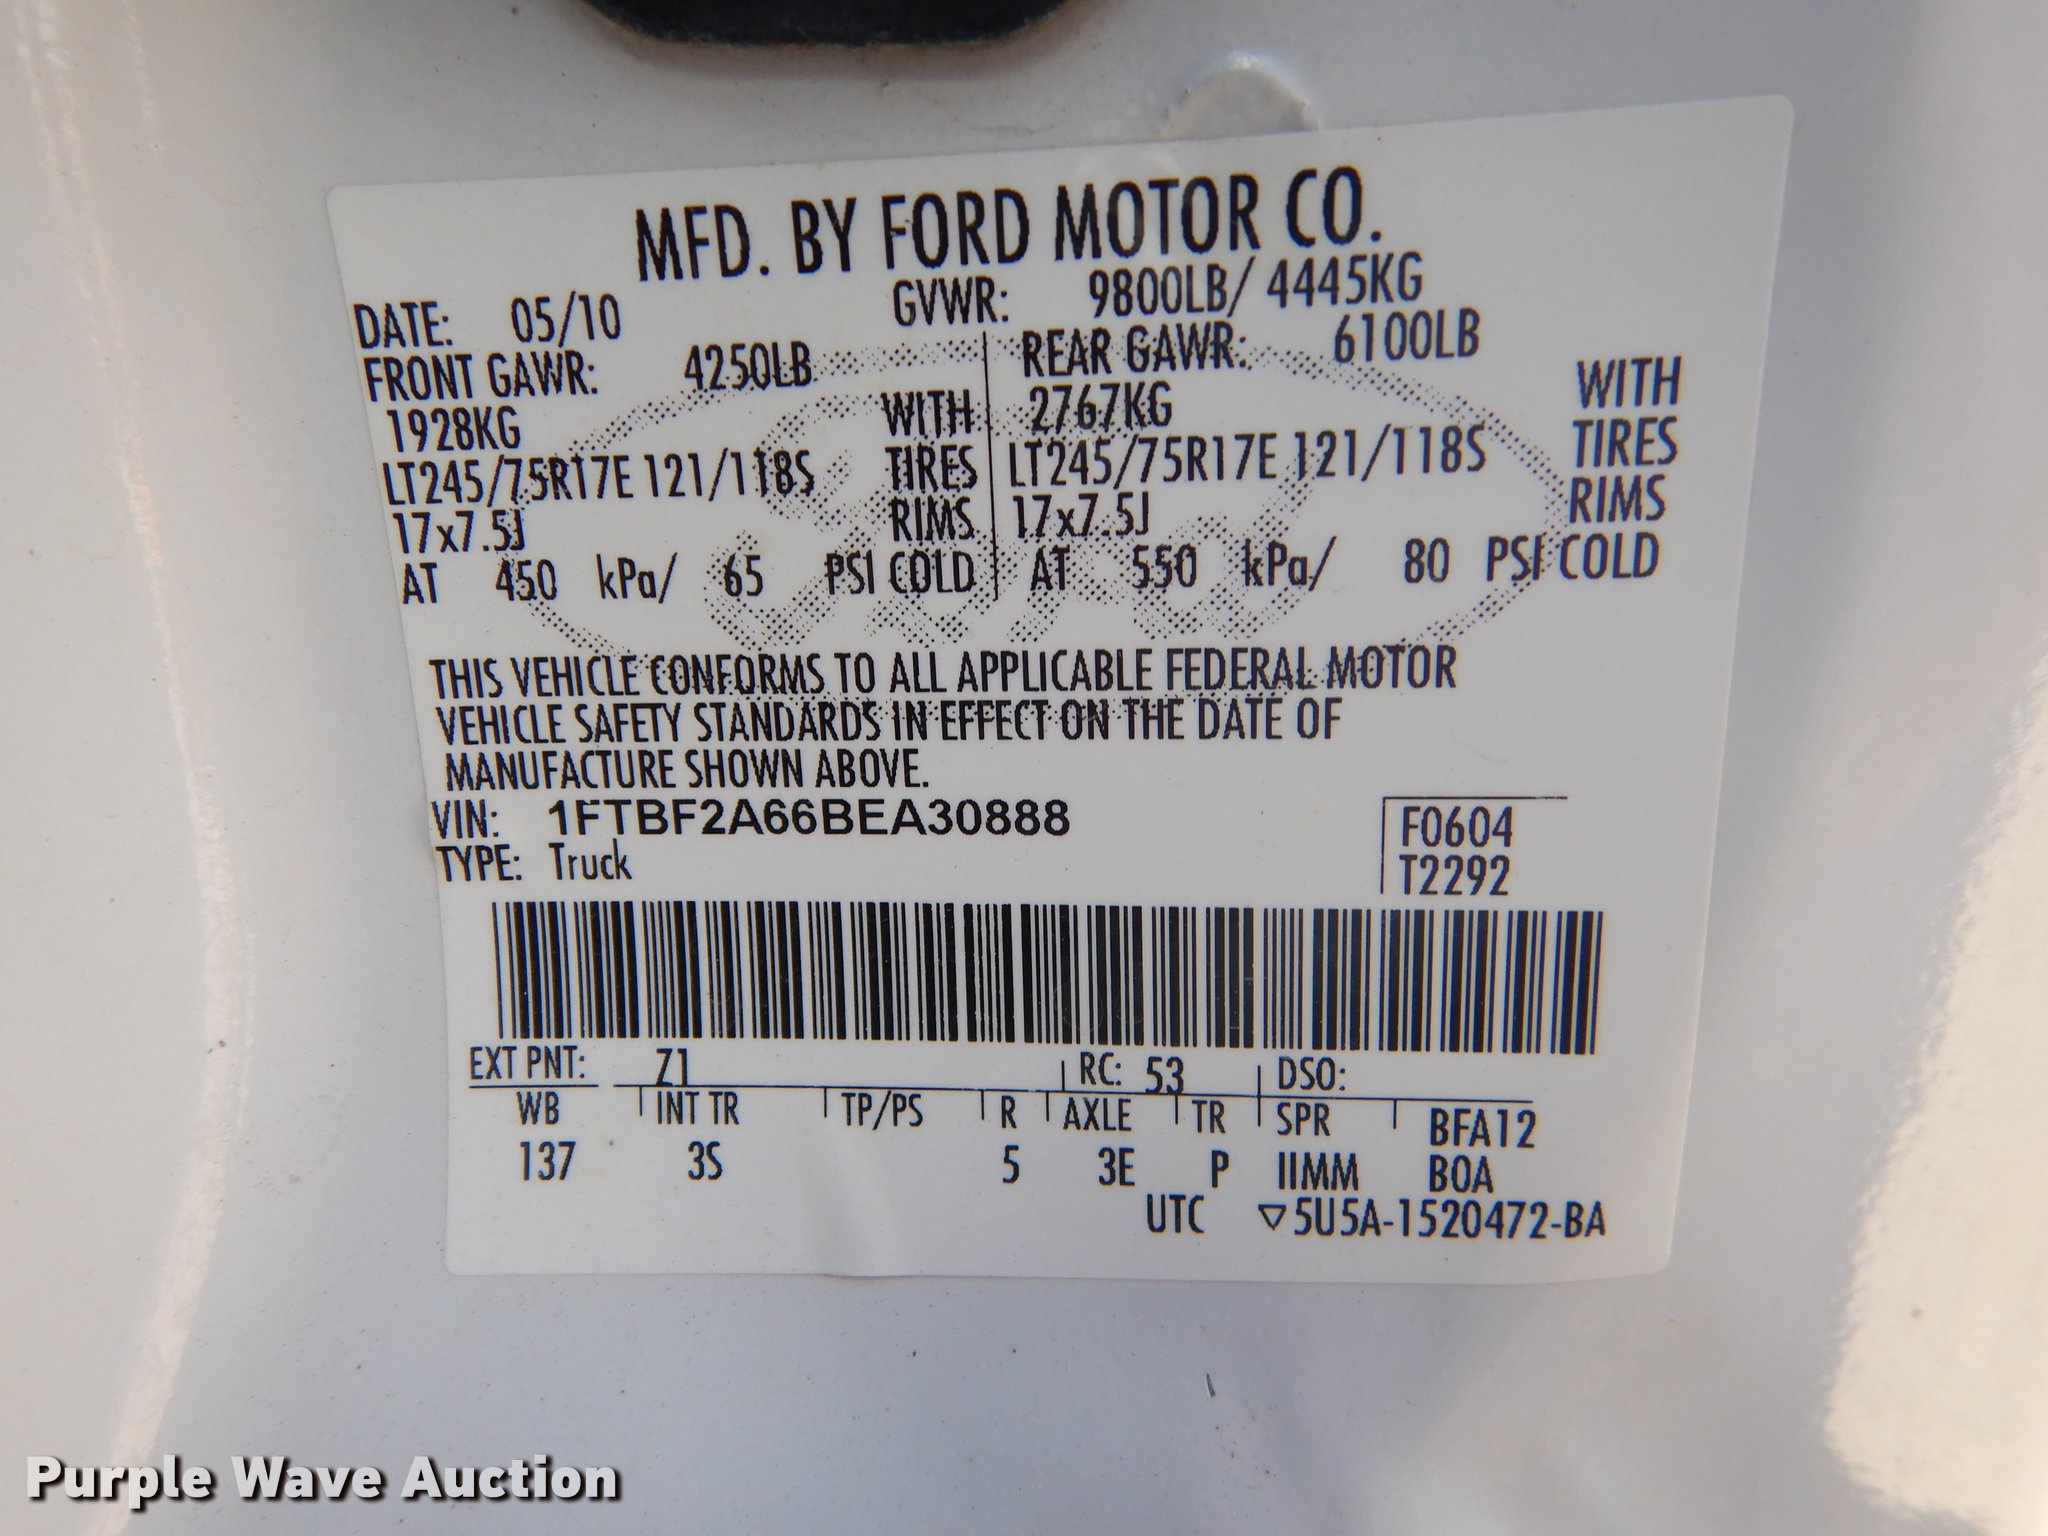 MFD. BY FORD MOTOR CO.
DATE: 05/10 GVWR: 9800LB/ 4445KG
FRONT GAWR: 4250LB REAR GAWR: 6100LB
1928KG WITH 2767KG WITH
LT245/75R17E 121/118S TIRES LT245/75R17E 121/118S TIRES
17x7.5J RIMS 17x7.5J RIMS
AT 450 kPa/ 65 PSI COLD AT 550 kPa/ 80 PSI COLD
THIS VEHICLE CONFORMS TO ALL APPLICABLE FEDERAL MOTOR
VEHICLE SAFETY STANDARDS IN EFFECT ON THE DATE OF
MANUFACTURE SHOWN ABOVE.
VIN: 1FTBF2A66BEA30888 F0604
TYPE: Truck T2292
EXT PNT: Z1 RC: 53 DSO:
WB INT TR TP/PS R AXLE TR SPR BFA12
137 3S 5 3E P IIMM BOA
UTC ▽5U5A-1520472-BA
Purple Wave Auction